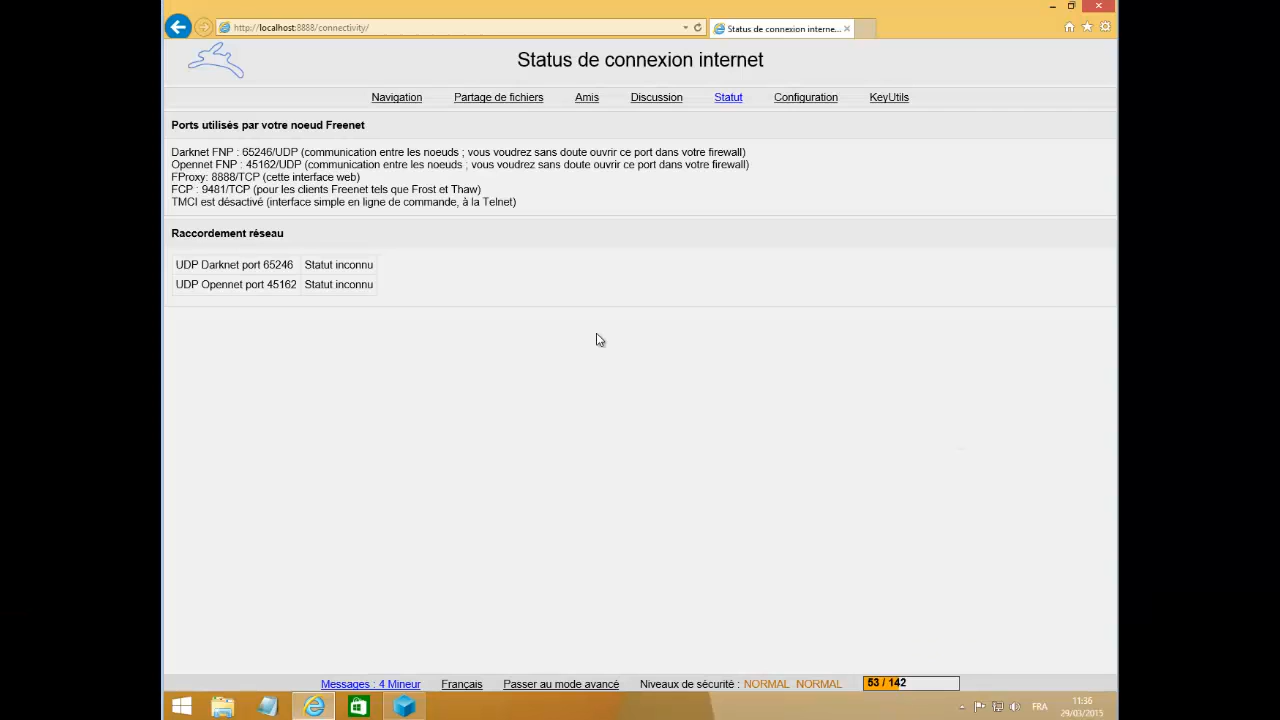 http://localhost:8888/connectivity/
Status de connexion interne...
Status de connexion internet
Navigation Partage de fichiers Amis Discussion Statut Configuration KeyUtils
Ports utilisés par votre noeud Freenet
Darknet FNP : 65246/UDP (communication entre les noeuds ; vous voudrez sans doute ouvrir ce port dans votre firewall)
Opennet FNP : 45162/UDP (communication entre les noeuds ; vous voudrez sans doute ouvrir ce port dans votre firewall)
FProxy: 8888/TCP (cette interface web)
FCP : 9481/TCP (pour les clients Freenet tels que Frost et Thaw)
TMCI est désactivé (interface simple en ligne de commande, à la Telnet)
Raccordement réseau
UDP Darknet port 65246 Statut inconnu
UDP Opennet port 45162 Statut inconnu
Messages : 4 Mineur Français Passer au mode avancé Niveaux de sécurité : NORMAL NORMAL 53 / 142
FRA 11:36
29/03/2015